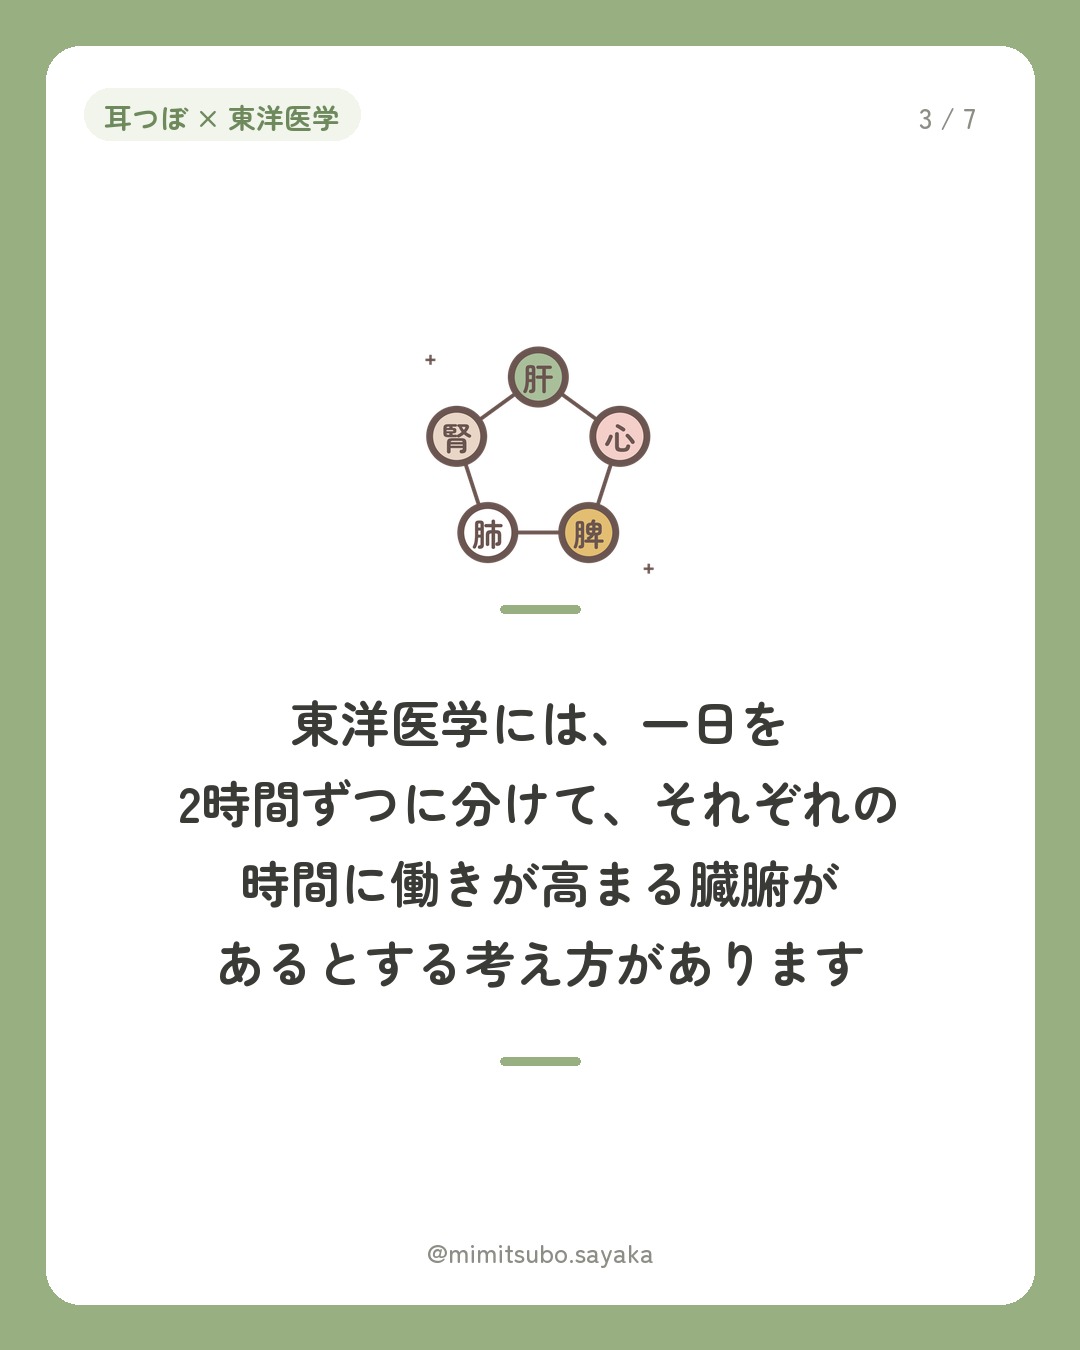 耳つぼ × 東洋医学
3 / 7
肝
腎
心
肺
脾
東洋医学には、一日を
2時間ずつに分けて、それぞれの
時間に働きが高まる臓腑が
あるとする考え方があります
@mimitsubo.sayaka